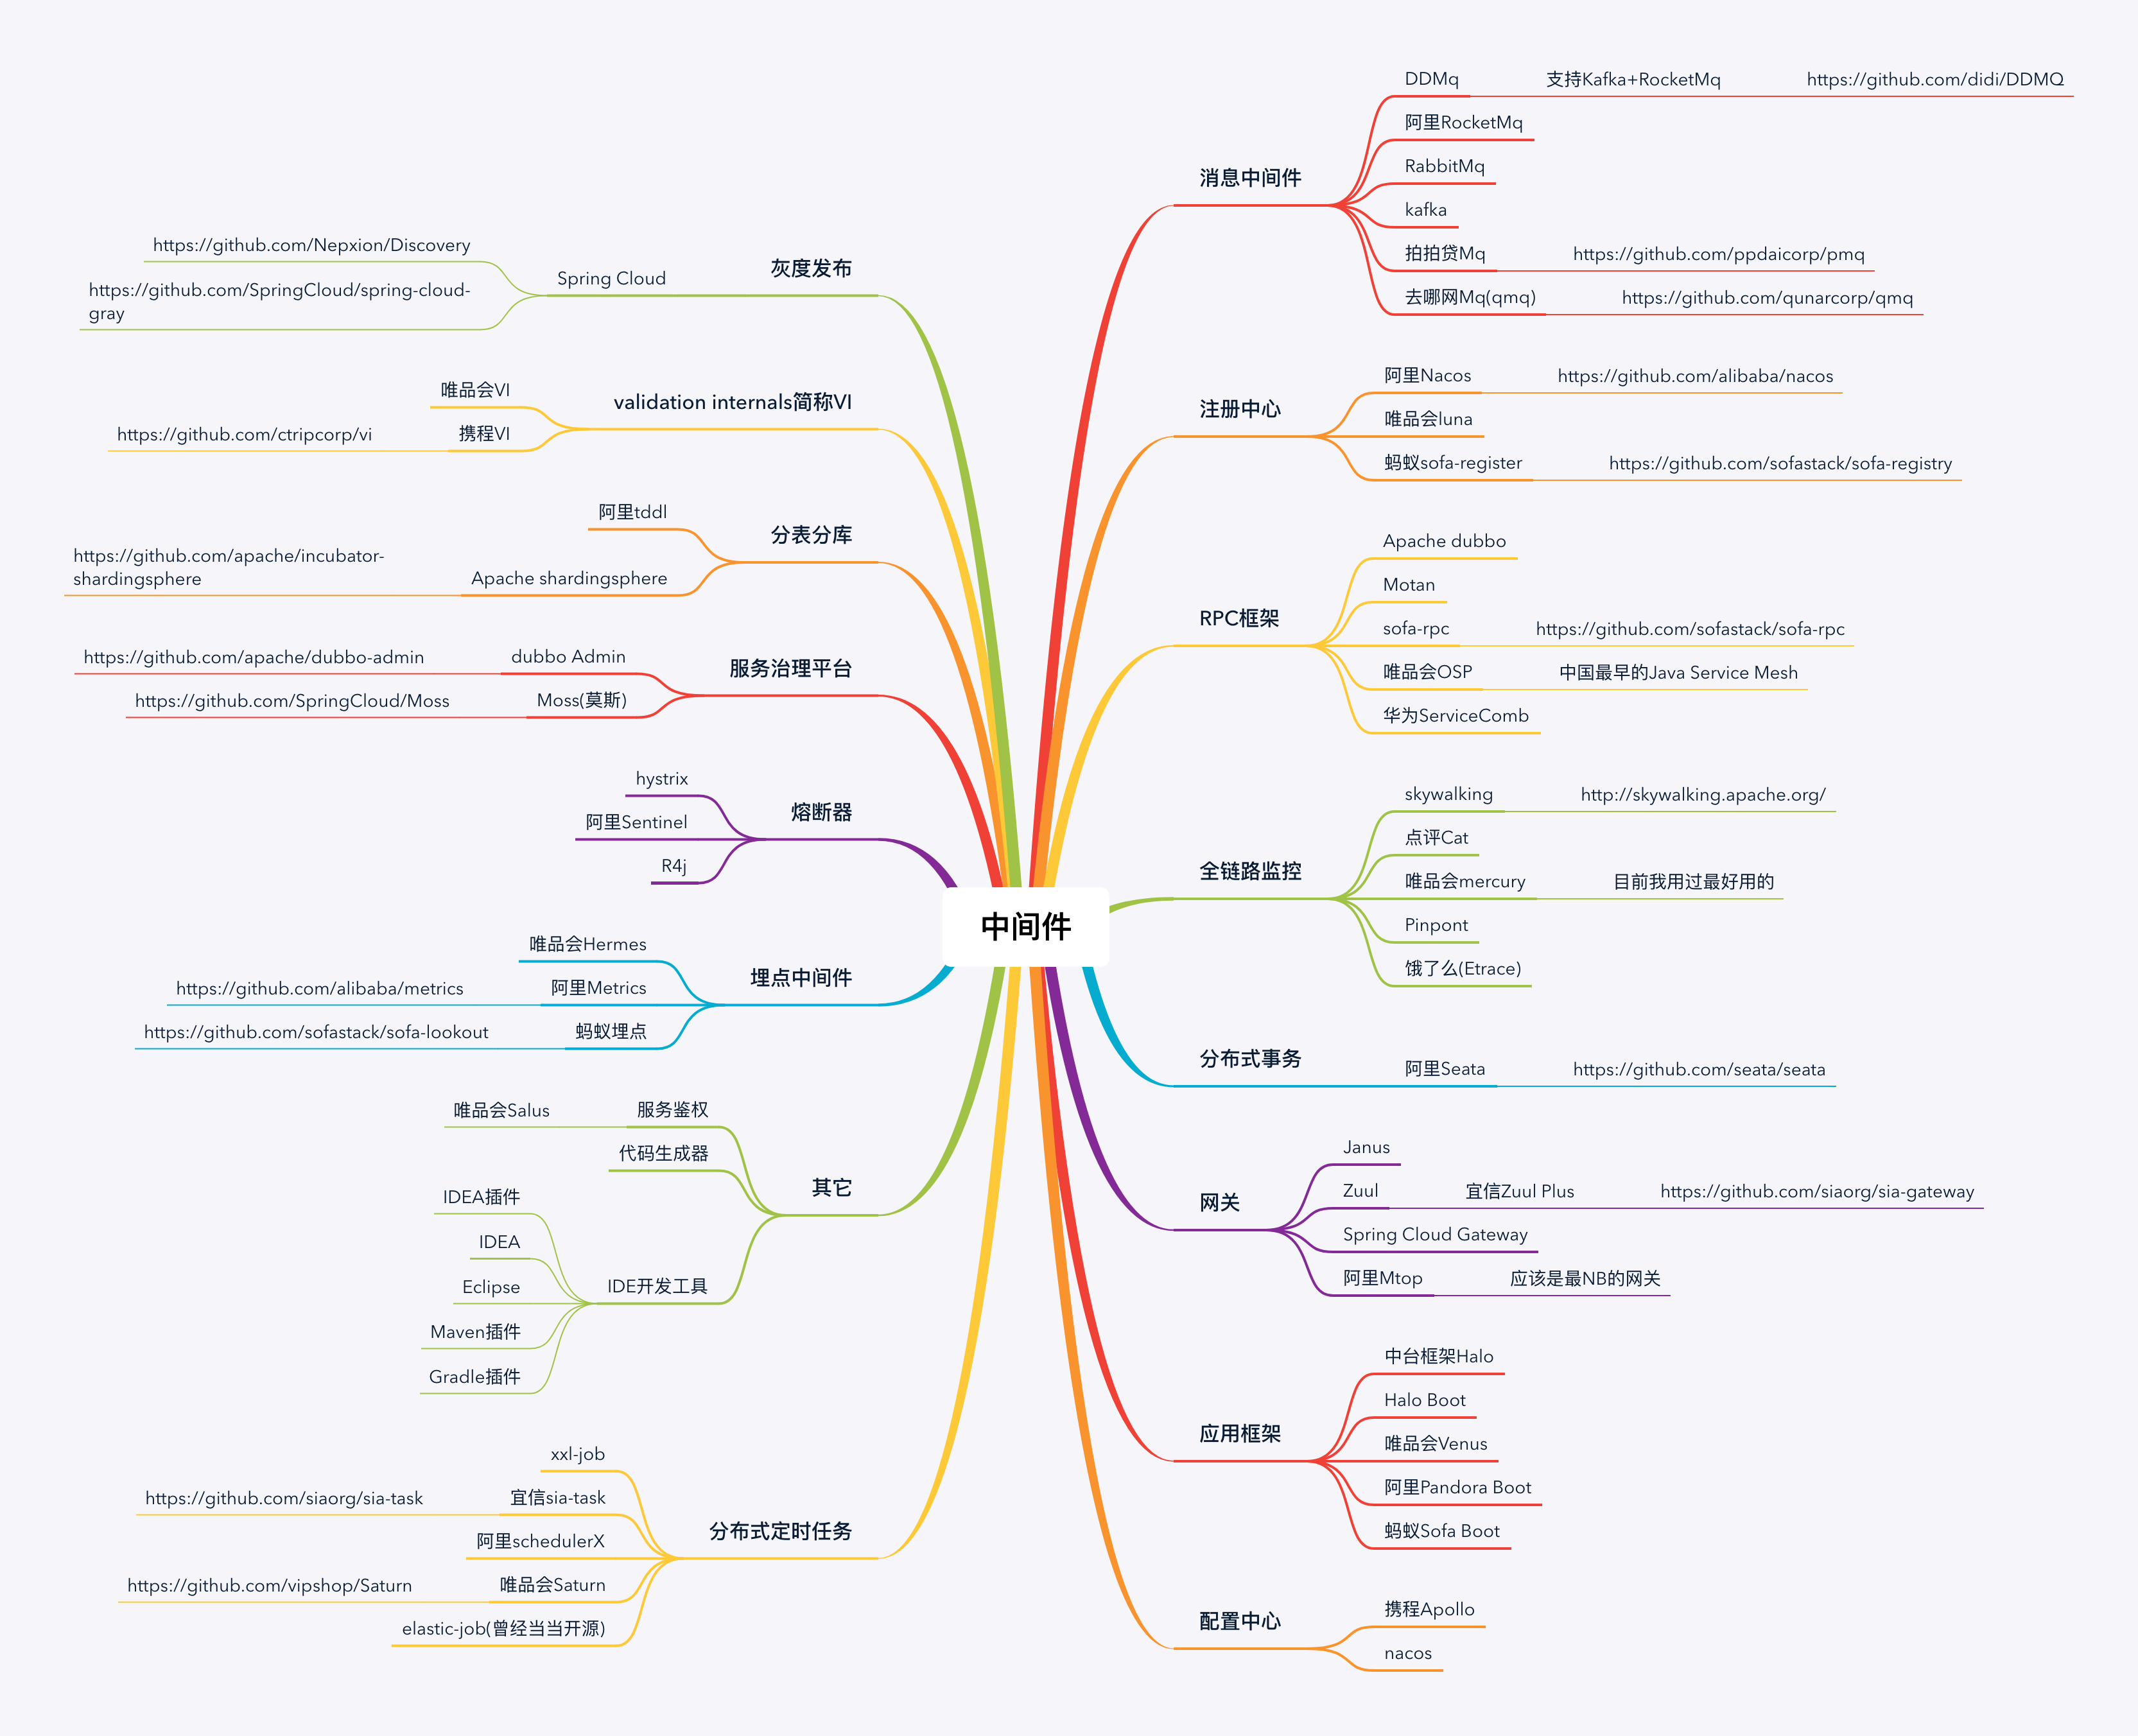 中间件
消息中间件
DDMq
支持Kafka+RocketMq
https://github.com/didi/DDMQ
阿里RocketMq
RabbitMq
kafka
拍拍贷Mq
https://github.com/ppdaicorp/pmq
去哪网Mq(qmq)
https://github.com/qunarcorp/qmq
注册中心
阿里Nacos
https://github.com/alibaba/nacos
唯品会luna
蚂蚁sofa-register
https://github.com/sofastack/sofa-registry
RPC框架
Apache dubbo
Motan
sofa-rpc
https://github.com/sofastack/sofa-rpc
唯品会OSP
中国最早的Java Service Mesh
华为ServiceComb
全链路监控
skywalking
http://skywalking.apache.org/
点评Cat
唯品会mercury
目前我用过最好用的
Pinpont
饿了么(Etrace)
分布式事务
阿里Seata
https://github.com/seata/seata
网关
Janus
Zuul
宜信Zuul Plus
https://github.com/siaorg/sia-gateway
Spring Cloud Gateway
阿里Mtop
应该是最NB的网关
应用框架
中台框架Halo
Halo Boot
唯品会Venus
阿里Pandora Boot
蚂蚁Sofa Boot
配置中心
携程Apollo
nacos
灰度发布
Spring Cloud
https://github.com/Nepxion/Discovery
https://github.com/SpringCloud/spring-cloud-
gray
validation internals简称VI
唯品会VI
携程VI
https://github.com/ctripcorp/vi
分表分库
阿里tddl
Apache shardingsphere
https://github.com/apache/incubator-
shardingsphere
服务治理平台
dubbo Admin
https://github.com/apache/dubbo-admin
Moss(莫斯)
https://github.com/SpringCloud/Moss
熔断器
hystrix
阿里Sentinel
R4j
埋点中间件
唯品会Hermes
阿里Metrics
https://github.com/alibaba/metrics
蚂蚁埋点
https://github.com/sofastack/sofa-lookout
其它
服务鉴权
唯品会Salus
代码生成器
IDE开发工具
IDEA插件
IDEA
Eclipse
Maven插件
Gradle插件
分布式定时任务
xxl-job
宜信sia-task
https://github.com/siaorg/sia-task
阿里schedulerX
唯品会Saturn
https://github.com/vipshop/Saturn
elastic-job(曾经当当开源)